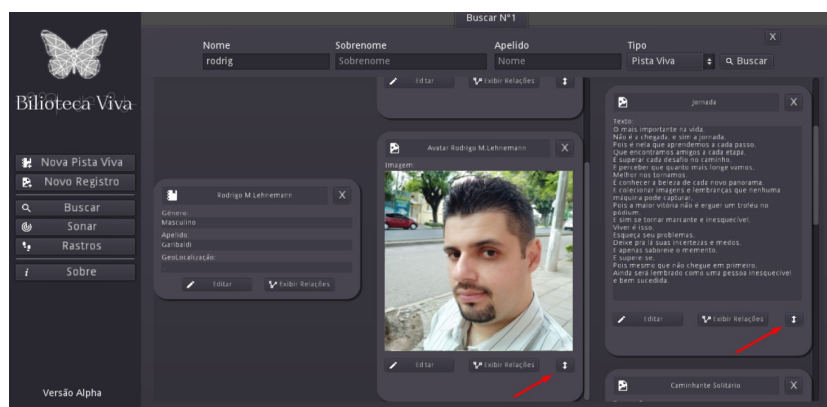 Buscar N°1
X
Nome
Sobrenome
Apelido
Tipo
rodrig
Sobrenome
Nome
Pista Viva
Buscar
Bilioteca Viva
Nova Pista Viva
Novo Registro
Buscar
Sonar
Rastros
i Sobre
Versão Alpha
Rodrigo M.Lehnemann
X
Gênero:
Masculino
Apelido:
Garibaldi
GeoLocalização:
Editar
Exibir Relações
Editar
Exibir Relações
Avatar Rodrigo M.Lehnemann
X
Imagem:
Editar
Exibir Relações
Jornada
X
Texto:
O mais importante na vida,
Não é a chegada, e sim a jornada.
Pois é nela que aprendemos a cada passo.
Que encontramos amigos a cada etapa.
É superar cada desafio no caminho.
E perceber que quanto mais longe vamos,
Melhor nos tornamos.
É conhecer a beleza de cada novo panorama.
É colecionar imagens e lembranças que nenhuma
máquina pode capturar.
Pois a maior vitória não é erguer um troféu no
pódium.
E sim se tornar marcante e inesquecível.
Viver é isso.
Esqueça seu problemas.
Deixe pra lá suas incertezas e medos.
E apenas saboreie o momento.
E supere se.
Pois mesmo que não chegue em primeiro.
Ainda será lembrado como uma pessoa inesquecível
e bem sucedida.
Editar
Exibir Relações
Caminhante Solitário
X